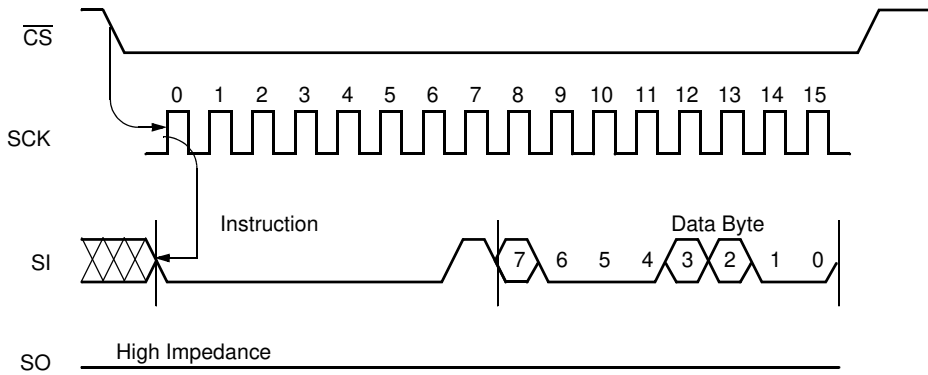 CS
0 1 2 3 4 5 6 7 8 9 10 11 12 13 14 15
SCK
Instruction Data Byte
SI 7 6 5 4 3 2 1 0
High Impedance
SO